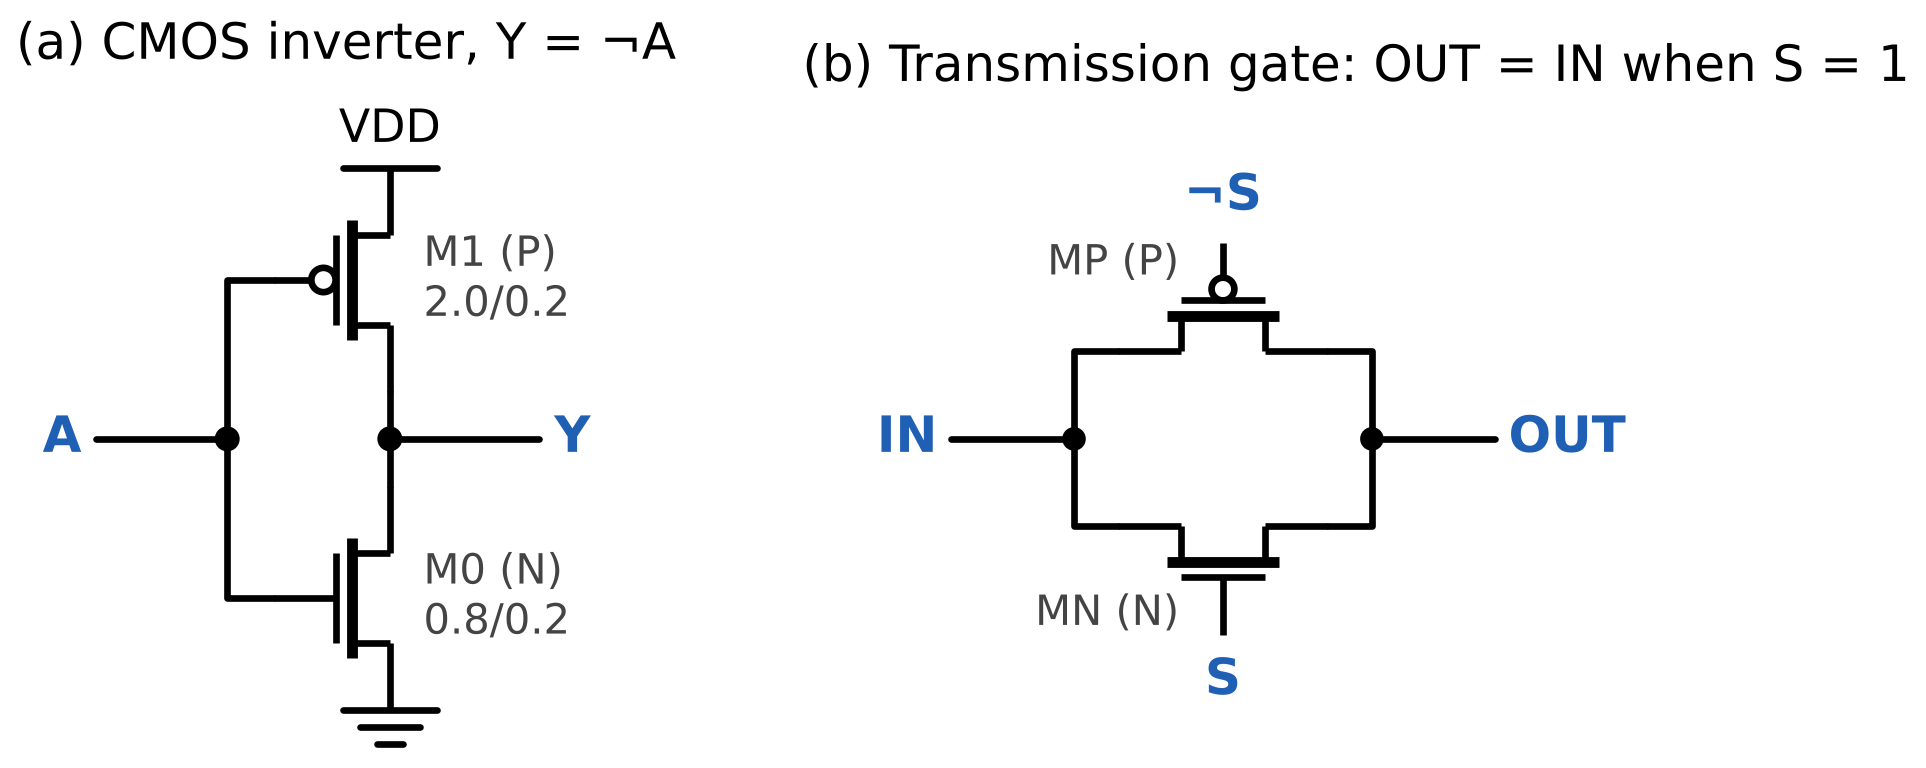 (a) CMOS inverter, Y = ¬A
VDD
M1 (P)
2.0/0.2
A
Y
M0 (N)
0.8/0.2
(b) Transmission gate: OUT = IN when S = 1
¬S
MP (P)
IN
OUT
MN (N)
S